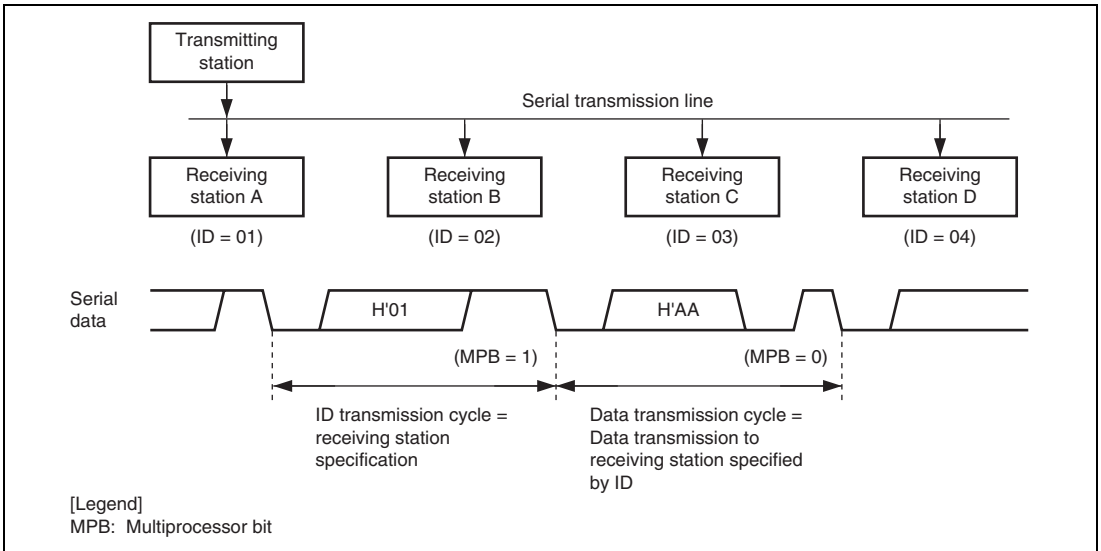 Transmitting
station
Serial transmission line
Receiving
station A
Receiving
station B
Receiving
station C
Receiving
station D
(ID = 01)
(ID = 02)
(ID = 03)
(ID = 04)
Serial
data
H'01
H'AA
(MPB = 1)
(MPB = 0)
ID transmission cycle =
receiving station
specification
Data transmission cycle =
Data transmission to
receiving station specified
by ID
[Legend]
MPB: Multiprocessor bit